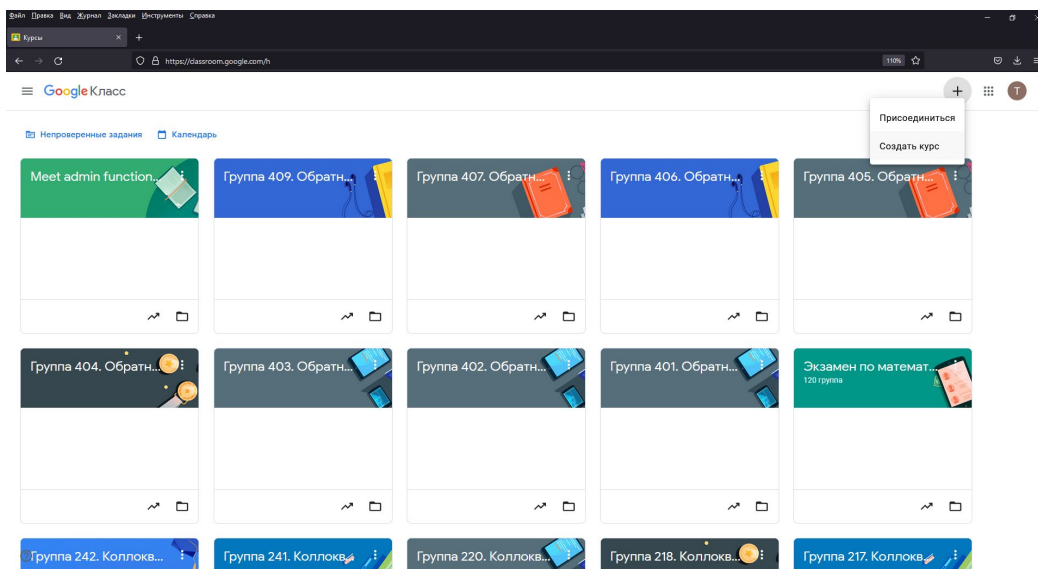 Файл Правка Вид Журнал Закладки Инструменты Справка
Курсы
https://classroom.google.com/h
110%
Google Класс
T
Присоединиться
Создать курс
Непроверенные задания
Календарь
Meet admin function...
Группа 409. Обратн...
Группа 407. Обратн...
Группа 406. Обратн...
Группа 405. Обратн...
Группа 404. Обратн...
Группа 403. Обратн...
Группа 402. Обратн...
Группа 401. Обратн...
Экзамен по математ...
120 группа
Группа 242. Коллокв...
Группа 241. Коллокв...
Группа 220. Коллокв...
Группа 218. Коллокв...
Группа 217. Коллокв...